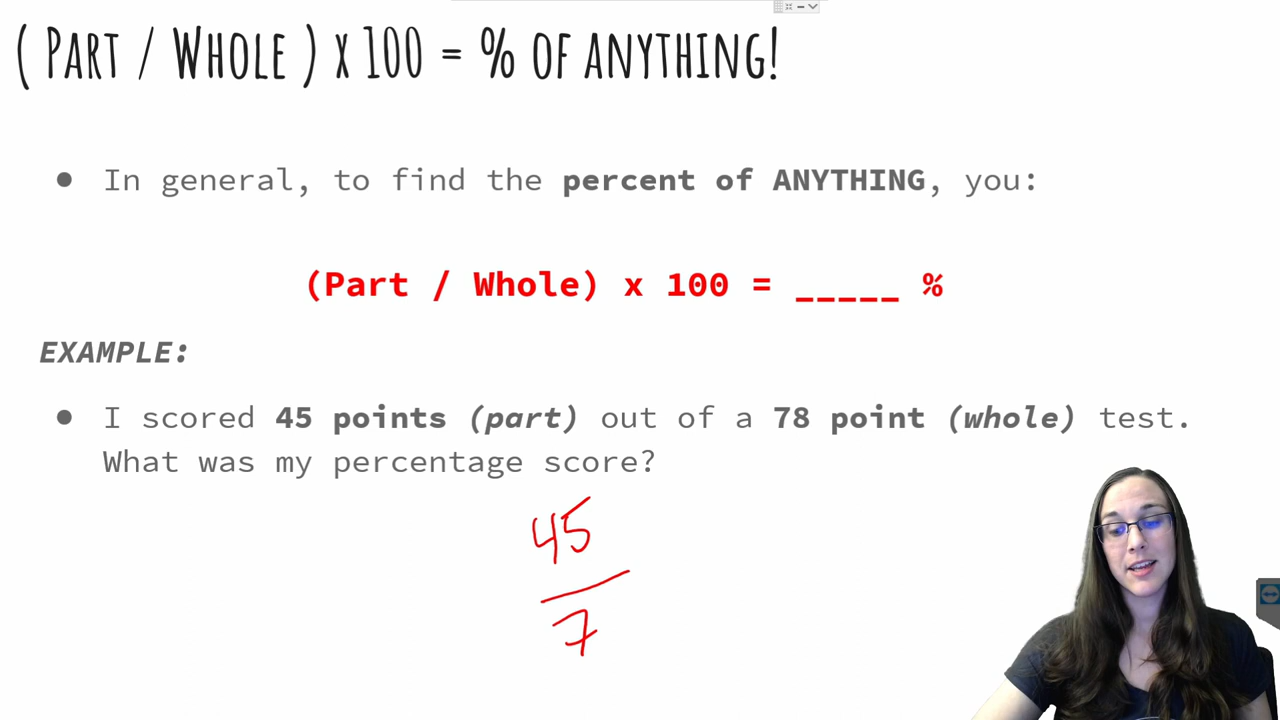 ( PART / WHOLE ) X 100 = % OF ANYTHING!
● In general, to find the percent of ANYTHING, you:
(Part / Whole) x 100 = _____ %
EXAMPLE:
● I scored 45 points (part) out of a 78 point (whole) test.
What was my percentage score?
45
7